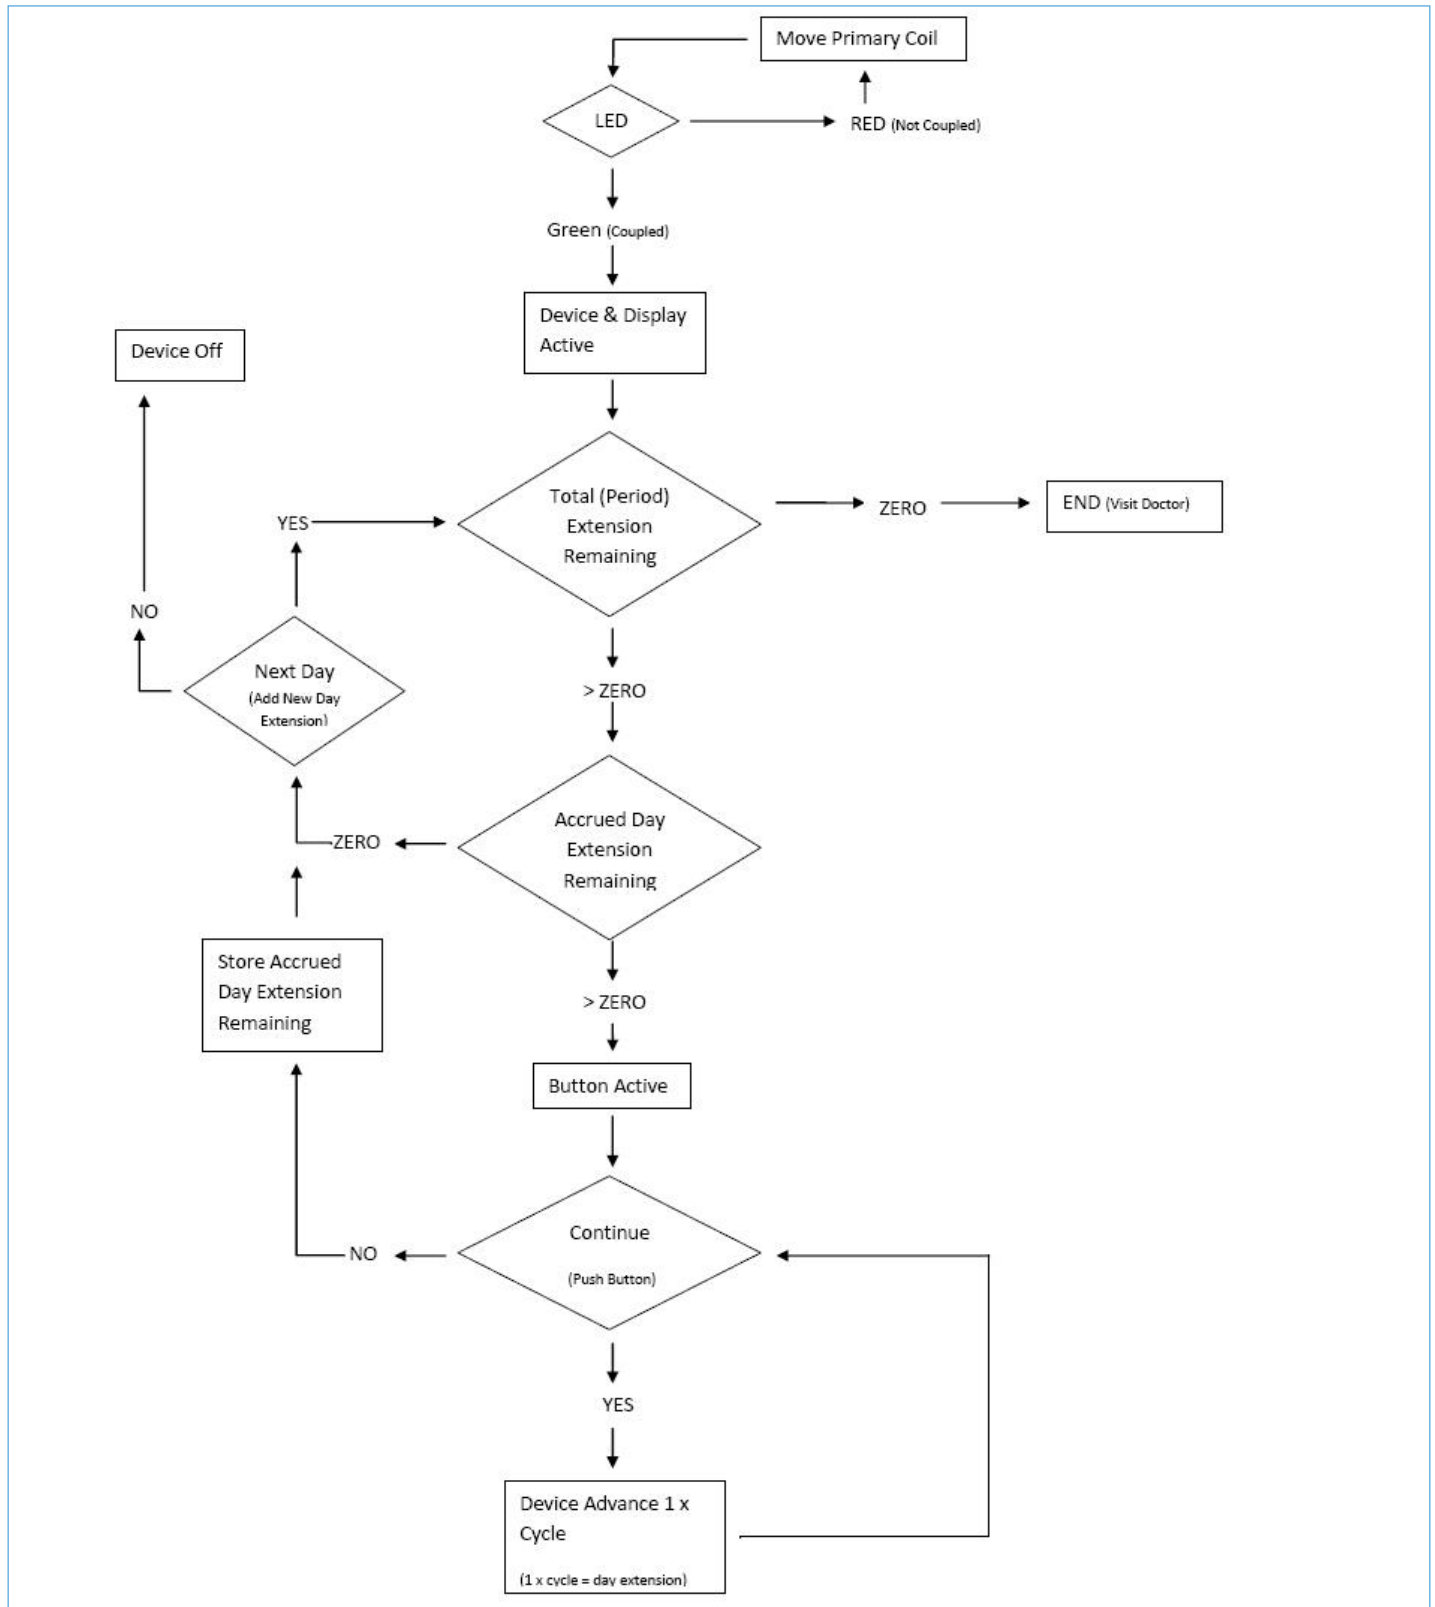 Move Primary Coil
LED
RED (Not Coupled)
Green (Coupled)
Device & Display
Active
Device Off
Total (Period)
Extension
Remaining
ZERO
END (Visit Doctor)
YES
NO
Next Day
(Add New Day
Extension)
> ZERO
Accrued Day
Extension
Remaining
ZERO
Store Accrued
Day Extension
Remaining
> ZERO
Button Active
Continue
(Push Button)
NO
YES
Device Advance 1 x
Cycle
(1 x cycle = day extension)